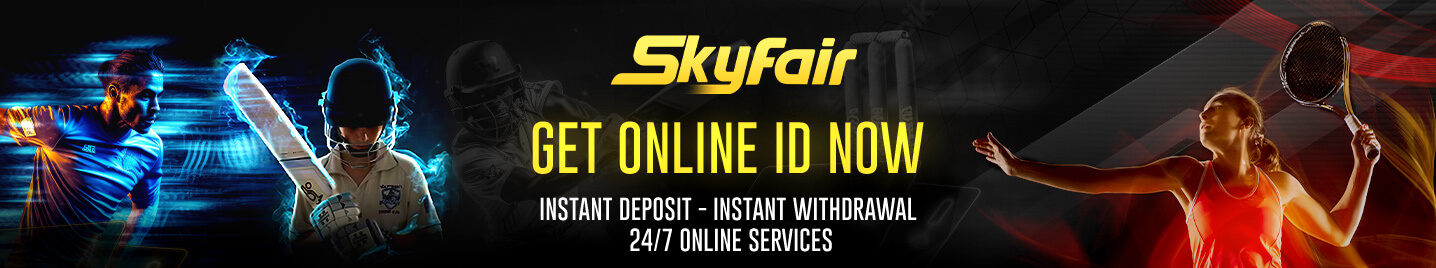 SkyFair
GET ONLINE ID NOW
INSTANT DEPOSIT - INSTANT WITHDRAWAL
24/7 ONLINE SERVICES